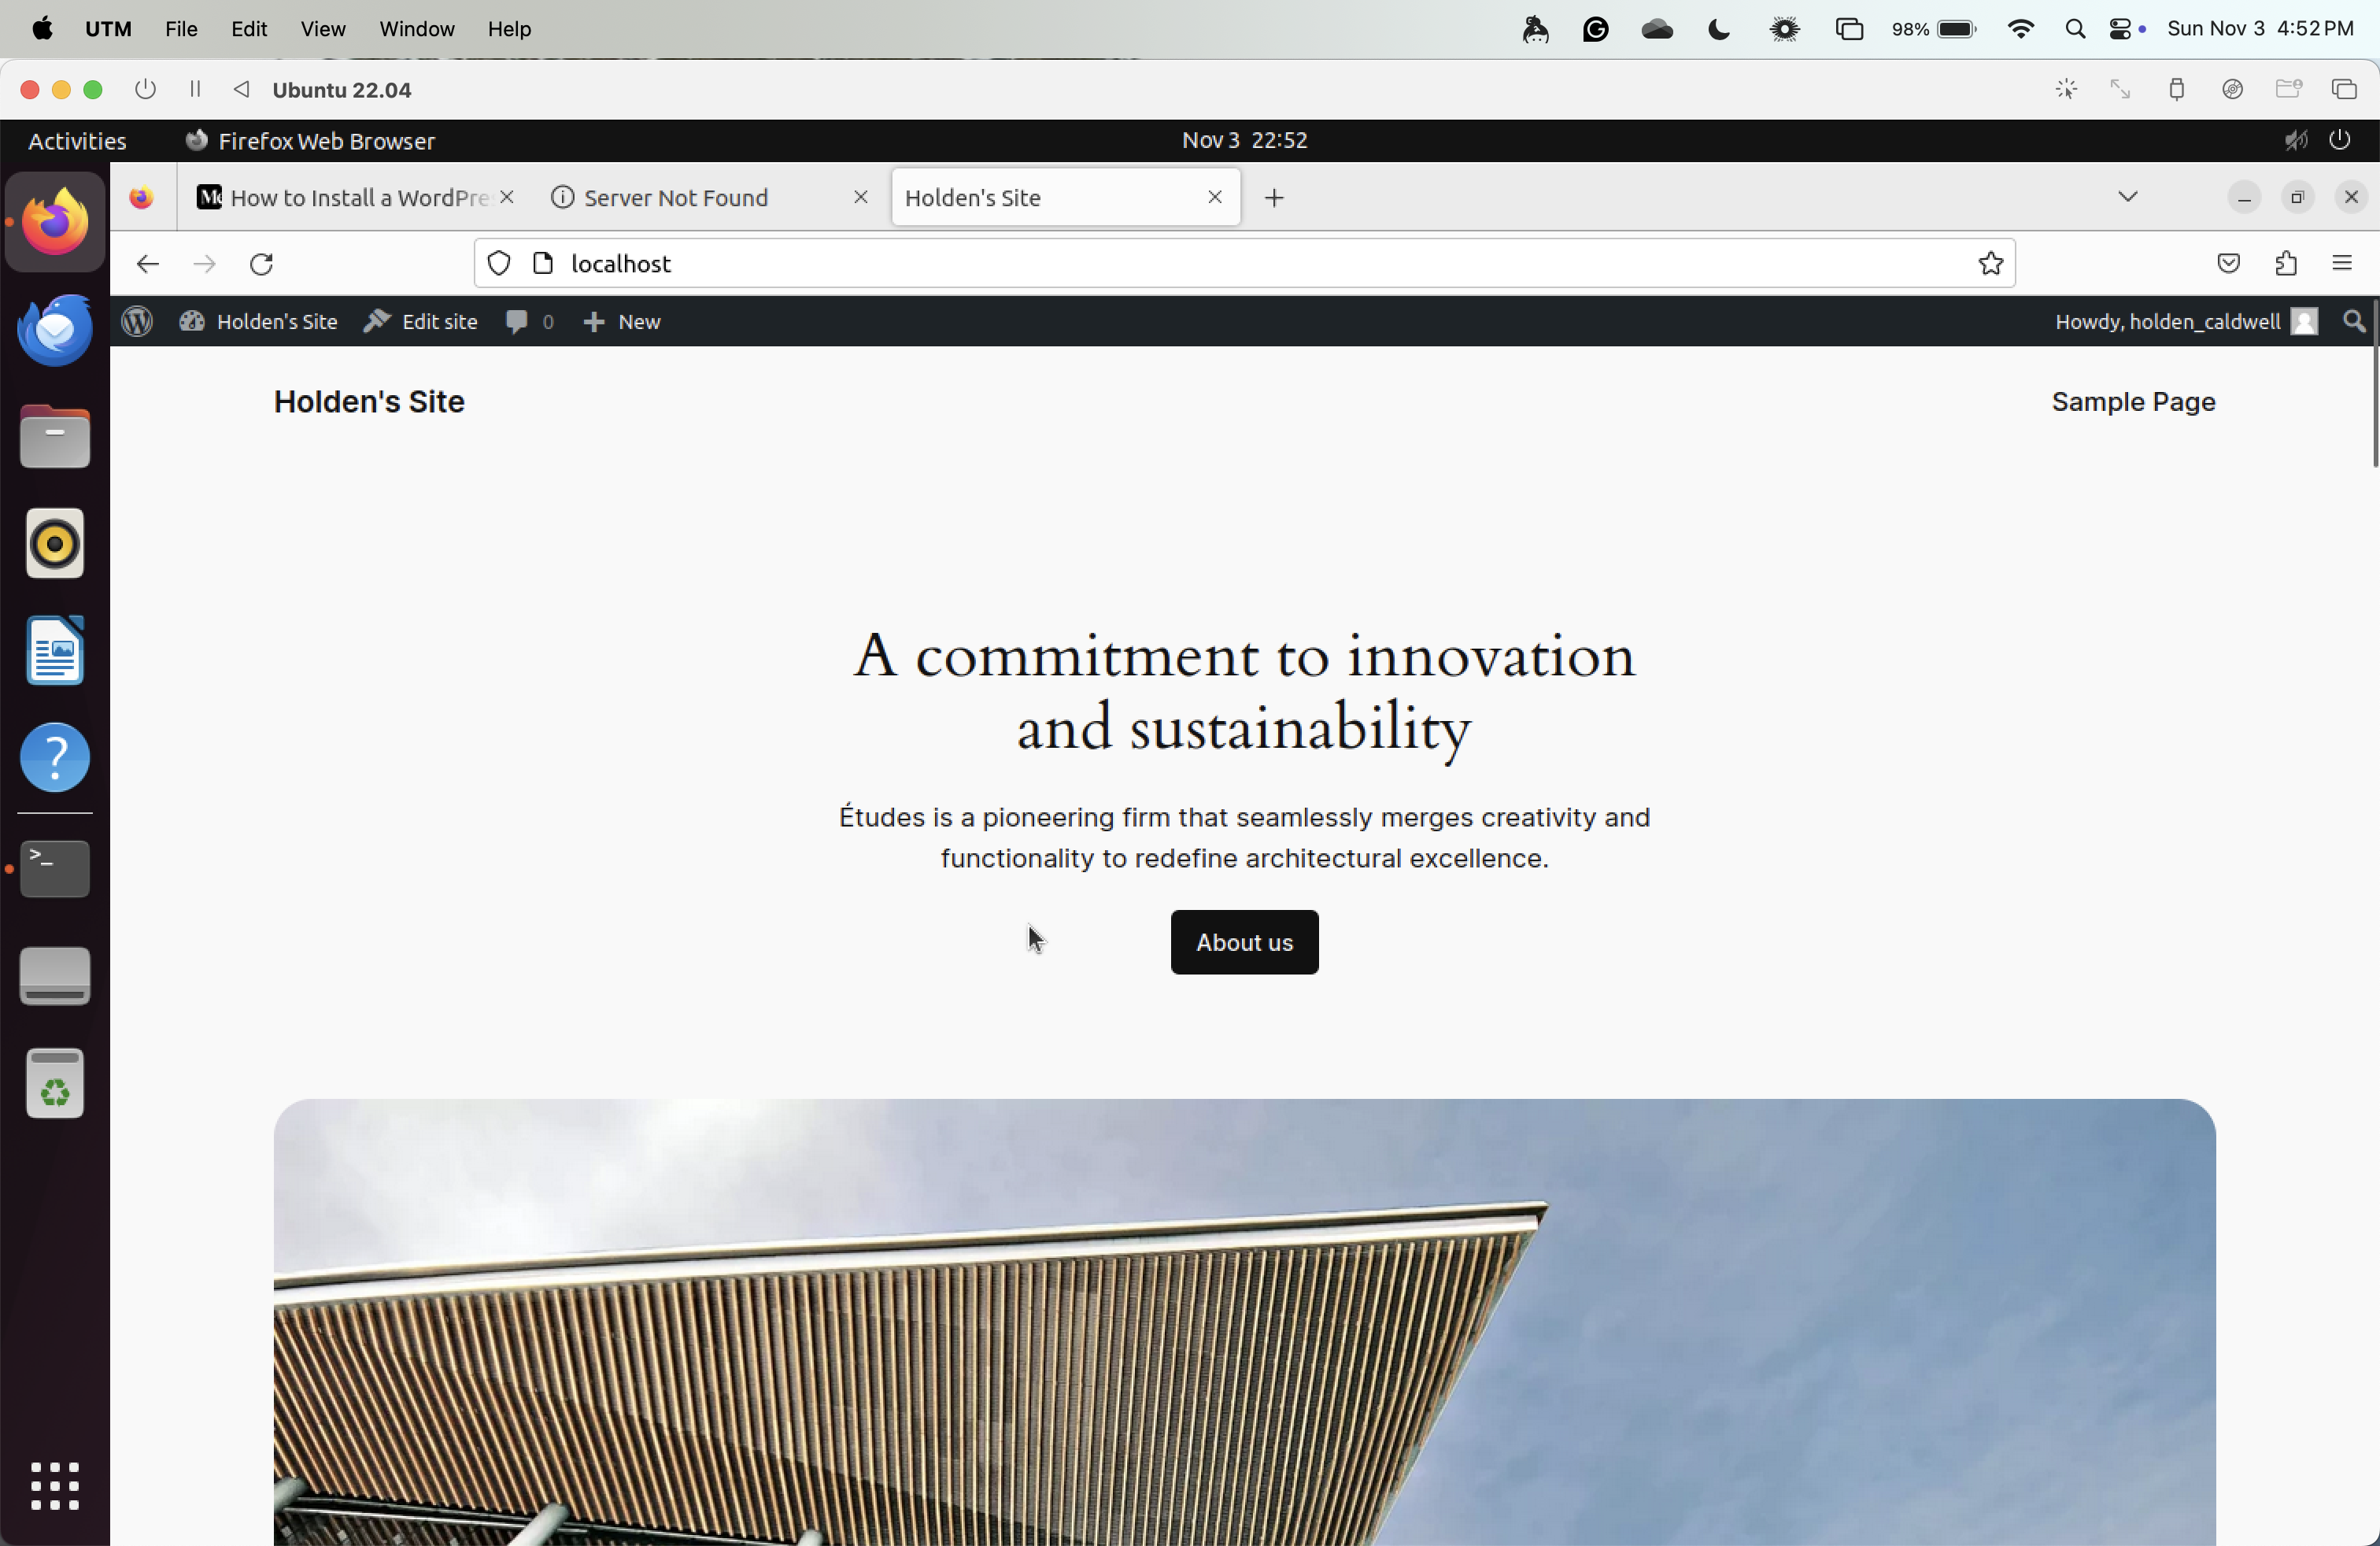 UTM File Edit View Window Help 98% Sun Nov 3 4:52 PM
Ubuntu 22.04
Activities Firefox Web Browser Nov 3 22:52
How to Install a WordPre Server Not Found Holden's Site
localhost
Holden's Site Edit site 0 New Howdy, holden_caldwell
Holden's Site Sample Page
A commitment to innovation
and sustainability
Études is a pioneering firm that seamlessly merges creativity and
functionality to redefine architectural excellence.
About us